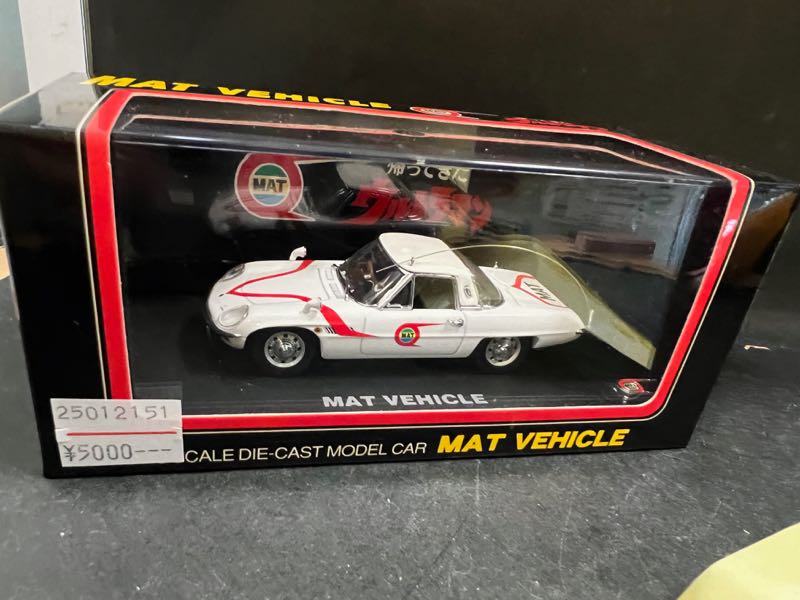 MAT VEHICLE
MAT
帰ってきた
ウルトラマン
MAT
MAT
MAT VEHICLE
25012151
¥5000---
CALE DIE-CAST MODEL CAR MAT VEHICLE